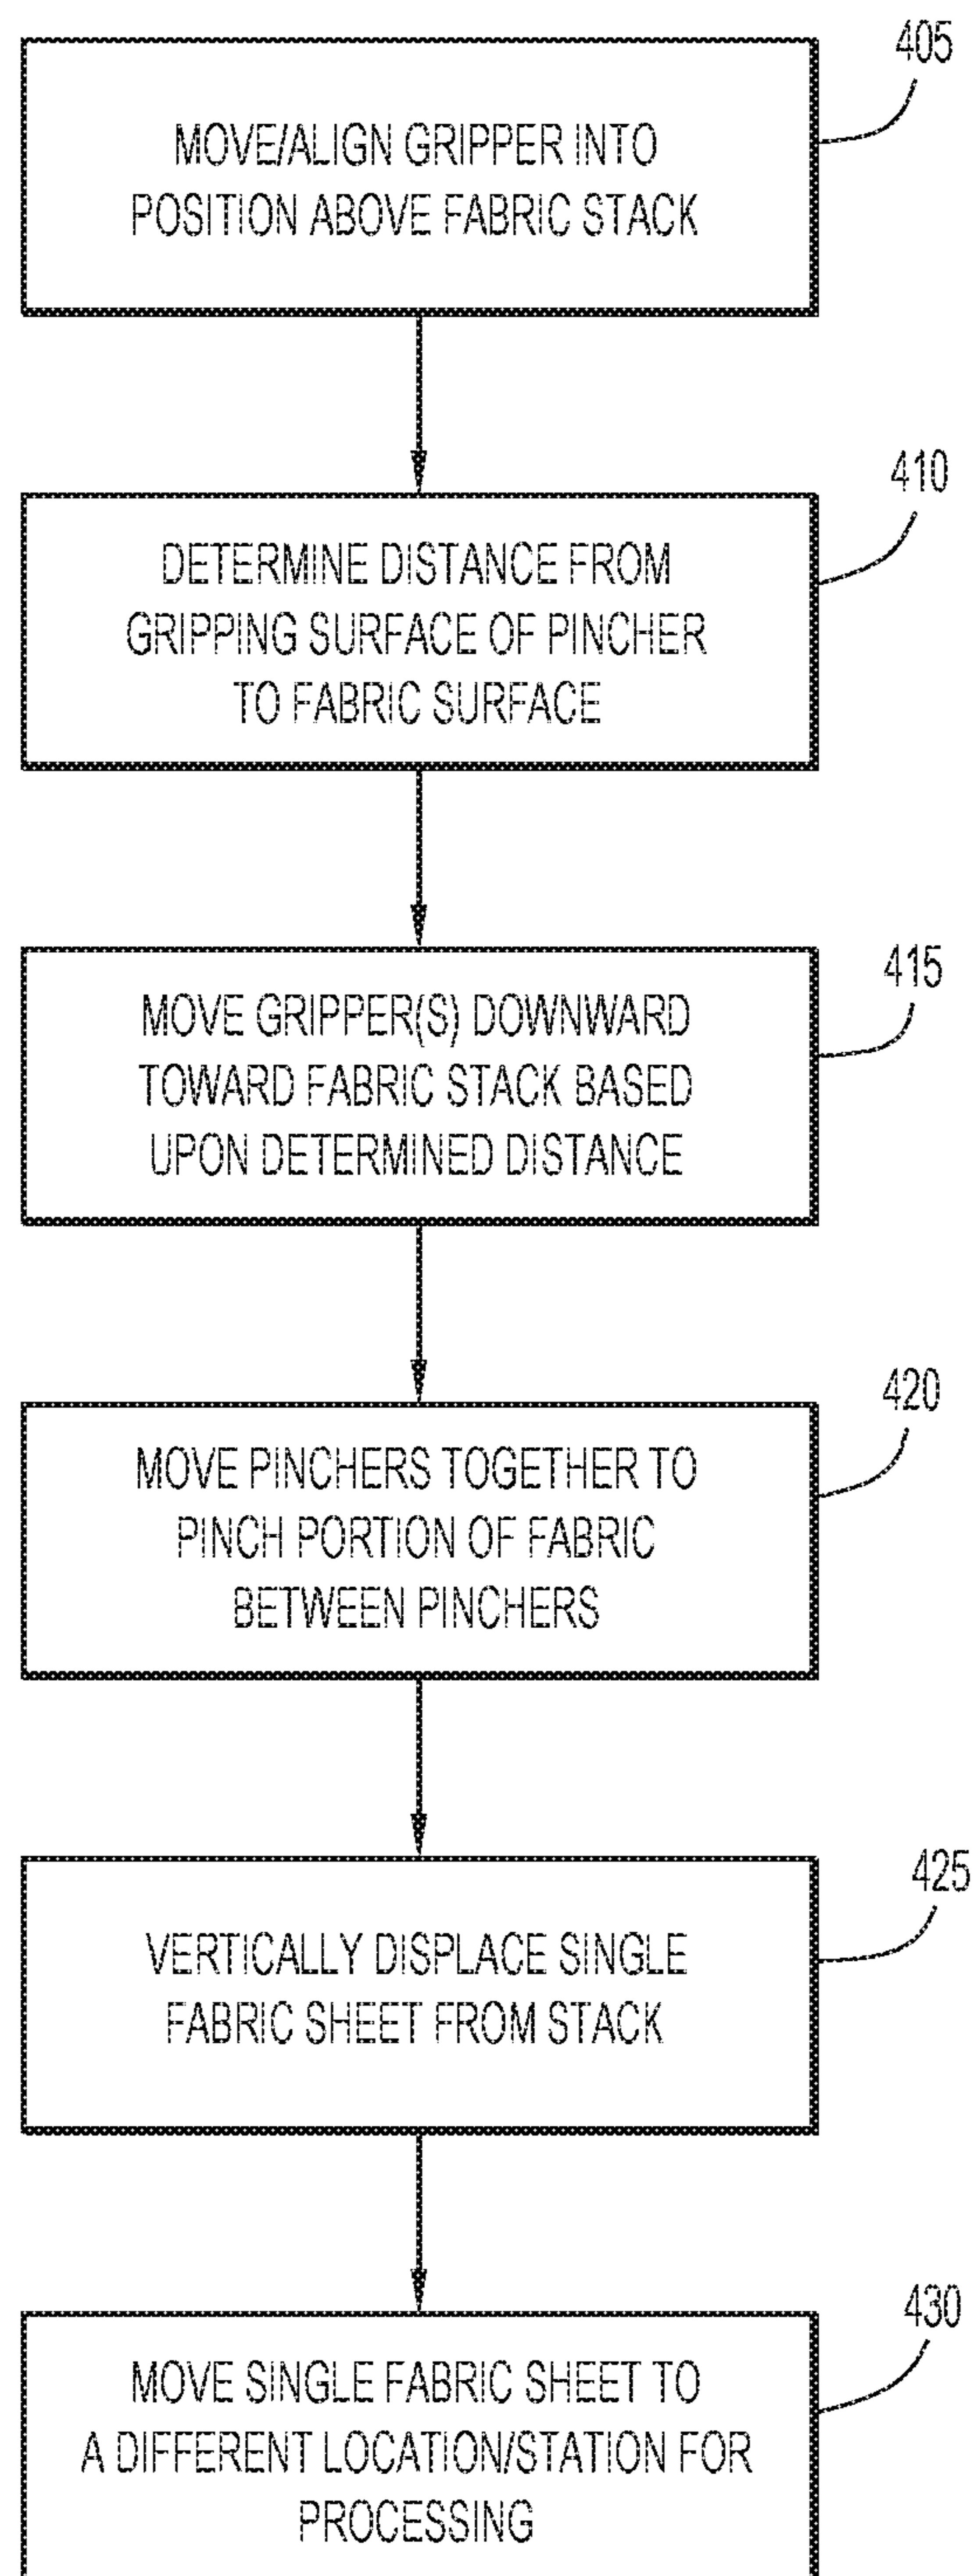 405
MOVE/ALIGN GRIPPER INTO
POSITION ABOVE FABRIC STACK
410
DETERMINE DISTANCE FROM
GRIPPING SURFACE OF PINCHER
TO FABRIC SURFACE
415
MOVE GRIPPER(S) DOWNWARD
TOWARD FABRIC STACK BASED
UPON DETERMINED DISTANCE
420
MOVE PINCHERS TOGETHER TO
PINCH PORTION OF FABRIC
BETWEEN PINCHERS
425
VERTICALLY DISPLACE SINGLE
FABRIC SHEET FROM STACK
430
MOVE SINGLE FABRIC SHEET TO
A DIFFERENT LOCATION/STATION FOR
PROCESSING